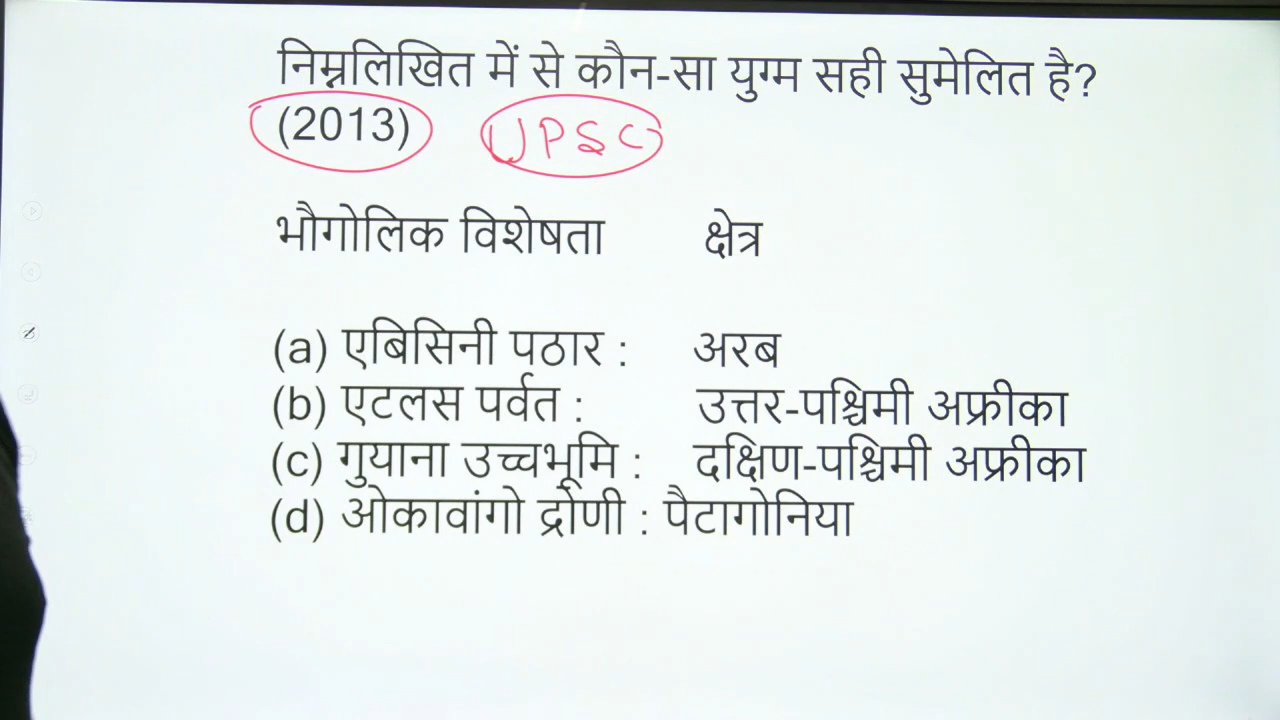 निम्नलिखित में से कौन-सा युग्म सही सुमेलित है?
(2013) UPSC
भौगोलिक विशेषता क्षेत्र
(a) एबिसिनी पठार : अरब
(b) एटलस पर्वत : उत्तर-पश्चिमी अफ्रीका
(c) गुयाना उच्चभूमि : दक्षिण-पश्चिमी अफ्रीका
(d) ओकावांगो द्रोणी : पैटागोनिया